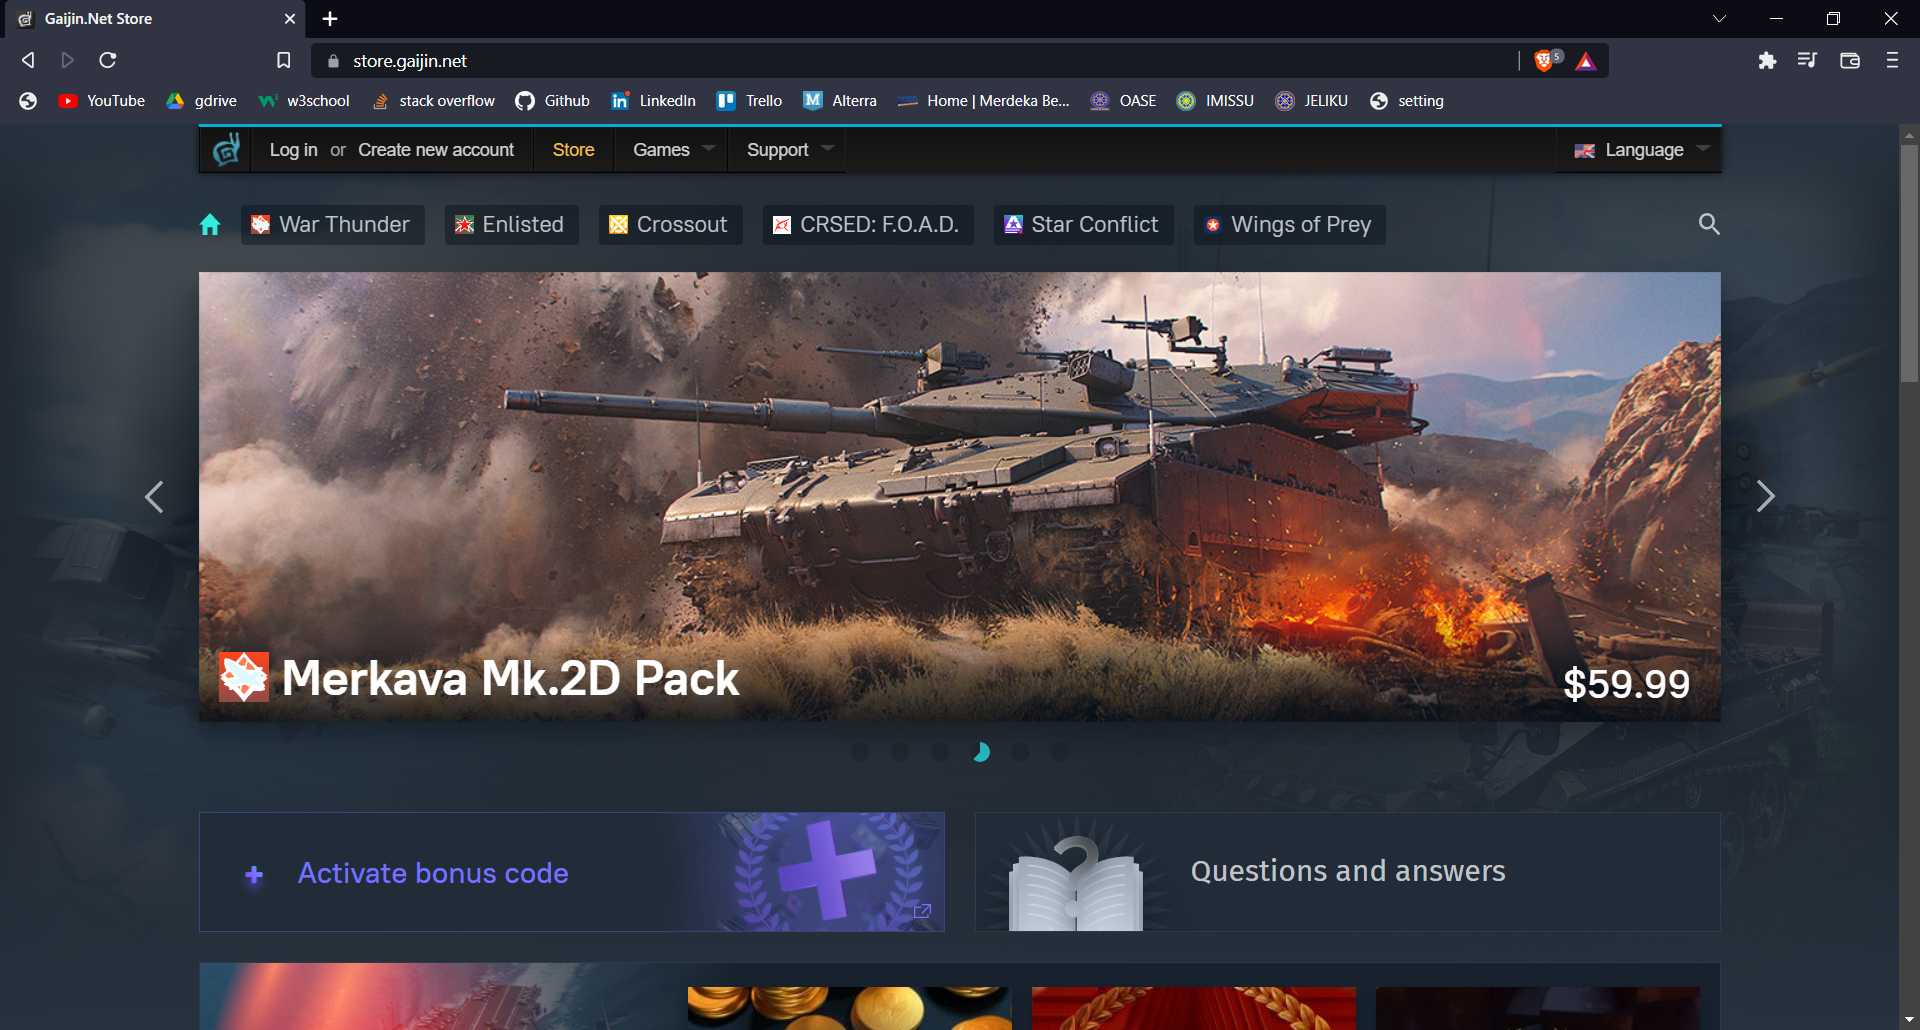 Gaijin.Net Store
store.gaijin.net
5
YouTube gdrive w3school stack overflow Github LinkedIn Trello Alterra Home | Merdeka Be... OASE IMISSU JELIKU setting
Log in or Create new account Store Games Support Language
War Thunder Enlisted Crossout CRSED: F.O.A.D. Star Conflict Wings of Prey
Merkava Mk.2D Pack $59.99
Activate bonus code
Questions and answers